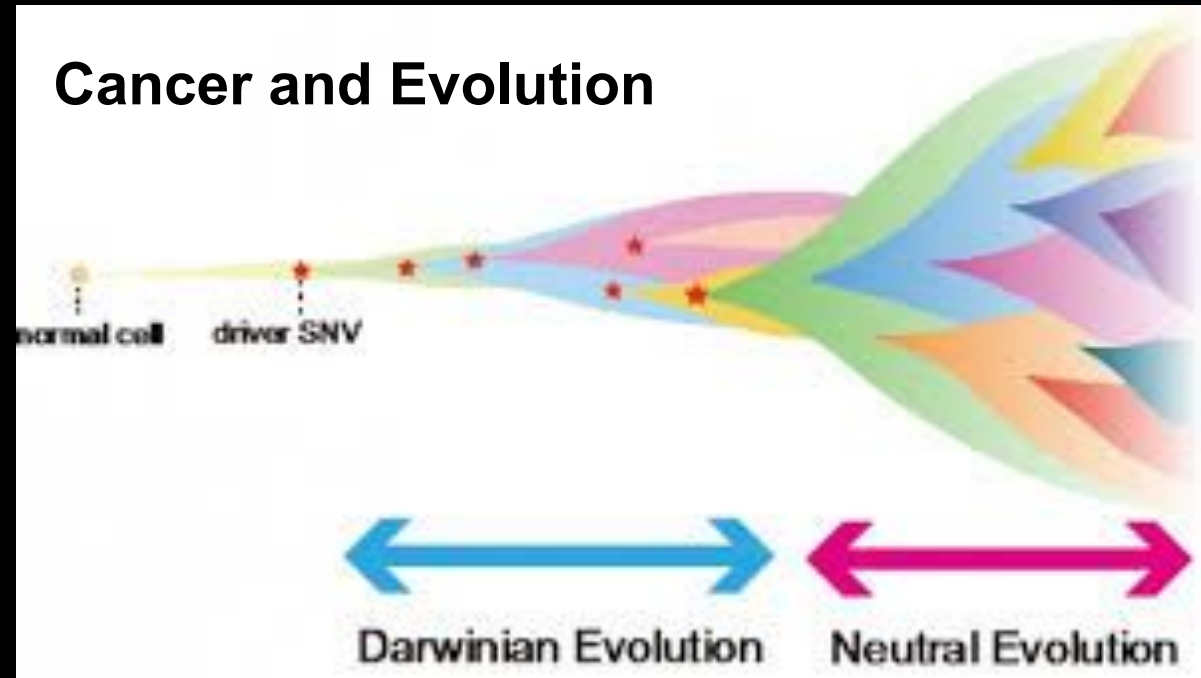 Cancer and Evolution
normal cell
driver SNV
Darwinian Evolution
Neutral Evolution